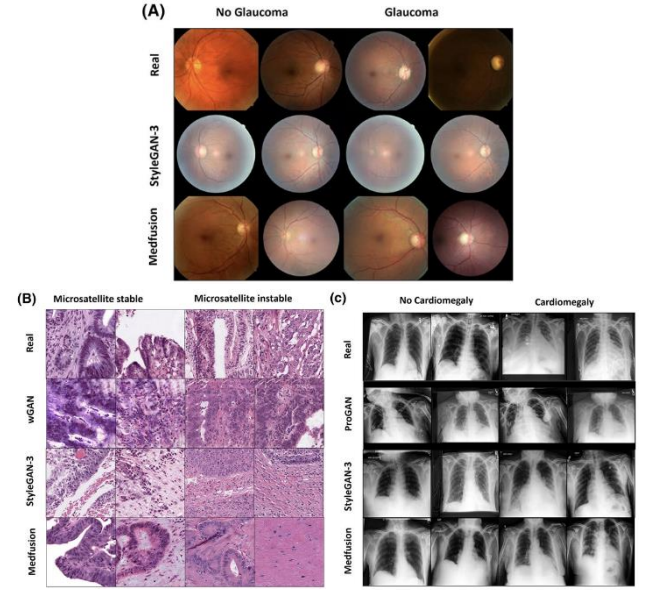 (A)
No Glaucoma Glaucoma
Real
StyleGAN-3
Medfusion
(B)
Microsatellite stable Microsatellite instable
Real
wGAN
StyleGAN-3
Medfusion
(c)
No Cardiomegaly Cardiomegaly
Real
ProGAN
StyleGAN-3
Medfusion